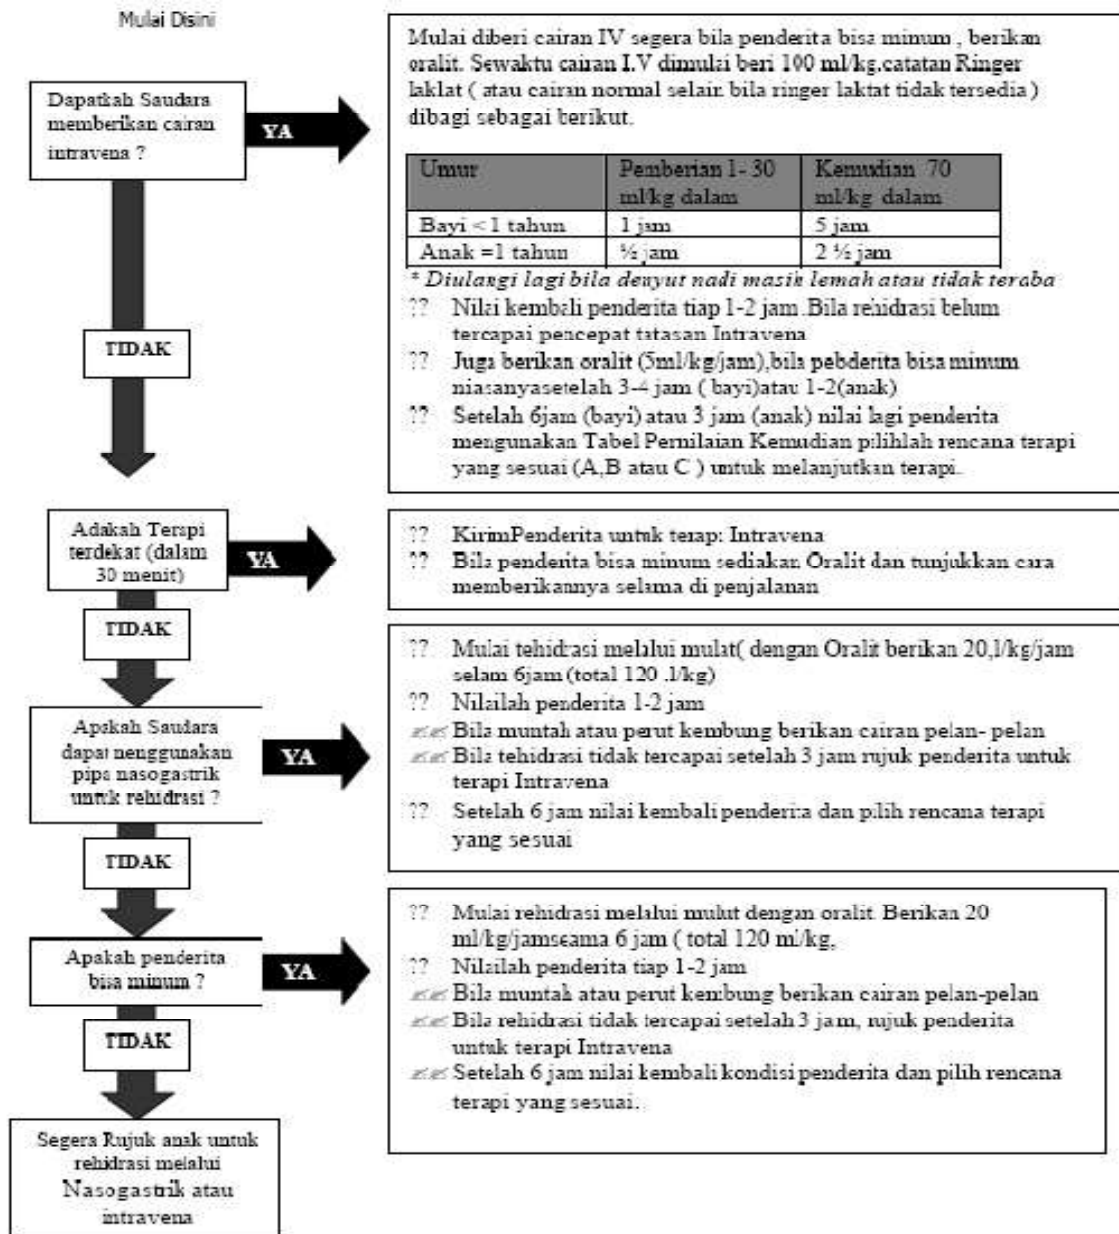 Mulai Disini
Dapatkah Saudara
memberikan cairan
intravena ?
YA
Mulai diberi cairan IV segera bila penderita bisa minum , berikan
oralit. Sewaktu cairan I.V dimulai beri 100 ml/kg.catatan Ringer
laklat ( atau cairan normal selain bila ringer laktat tidak tersedia )
dibagi sebagai berikut.
Umur Pemberian 1- 30 Kemudian 70
ml/kg dalam ml/kg dalam
Bayi < 1 tahun 1 jam 5 jam
Anak =1 tahun ½ jam 2 ½ jam
* Diulangi lagi bila denyut nadi masih lemah atau tidak teraba
?? Nilai kembali penderita tiap 1-2 jam .Bila rehidrasi belum
tercapai pencepat tatasan Intravena
?? Juga berikan oralit (5ml/kg/jam),bila pebderita bisa minum
niasanyasetelah 3-4 jam ( bayi)atau 1-2(anak)
?? Setelah 6jam (bayi) atau 3 jam (anak) nilai lagi penderita
mengunakan Tabel Pernilaian Kemudian pilihlah rencana terapi
yang sesuai (A,B atau C ) untuk melanjutkan terapi.
TIDAK
Adakah Terapi
terdekat (dalam
30 menit)
YA
?? KirimPenderita untuk terapi Intravena
?? Bila penderita bisa minum sediakan Oralit dan tunjukkan cara
memberikannya selama di penjalanan
TIDAK
Apakah Saudara
dapat nenggunakan
pipa nasogastrik
untuk rehidrasi ?
YA
?? Mulai tehidrasi melalui mulat( dengan Oralit berikan 20,l/kg/jam
selam 6jam (total 120 .l/kg)
?? Nilailah penderita 1-2 jam
Bila muntah atau perut kembung berikan cairan pelan- pelan
Bila tehidrasi tidak tercapai setelah 3 jam rujuk penderita untuk
terapi Intravena
?? Setelah 6 jam nilai kembali penderita dan pilih rencana terapi
yang sesuai
TIDAK
Apakah penderita
bisa minum ?
YA
?? Mulai rehidrasi melalui mulut dengan oralit. Berikan 20
ml/kg/jamseama 6 jam ( total 120 ml/kg,
?? Nilailah penderita tiap 1-2 jam
Bila muntah atau perut kembung berikan cairan pelan-pelan
Bila rehidrasi tidak tercapai setelah 3 jam, rujuk penderita
untuk terapi Intravena
Setelah 6 jam nilai kembali kondisi penderita dan pilih rencana
terapi yang sesuai.
TIDAK
Segera Rujuk anak untuk
rehidrasi melalui
Nasogastrik atau
intravena